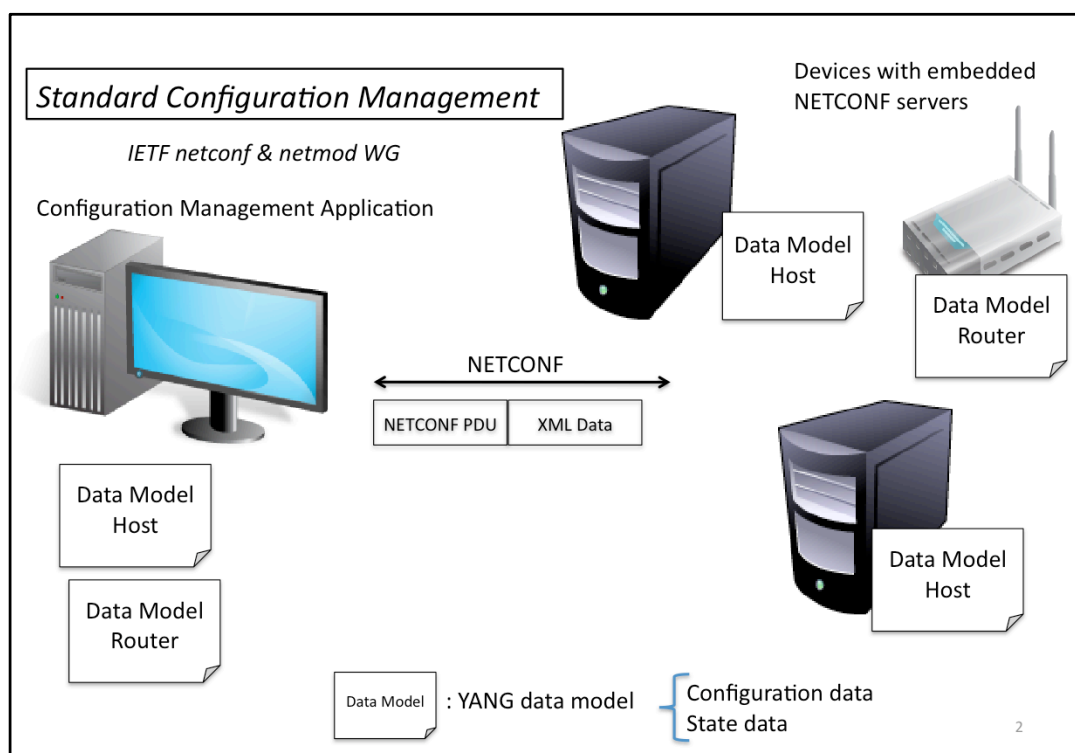 Standard Configuration Management
IETF netconf & netmod WG
Configuration Management Application
Devices with embedded
NETCONF servers
Data Model
Host
Data Model
Router
NETCONF
NETCONF PDU
XML Data
Data Model
Host
Data Model
Router
Data Model
Host
Data Model
: YANG data model
Configuration data
State data
2